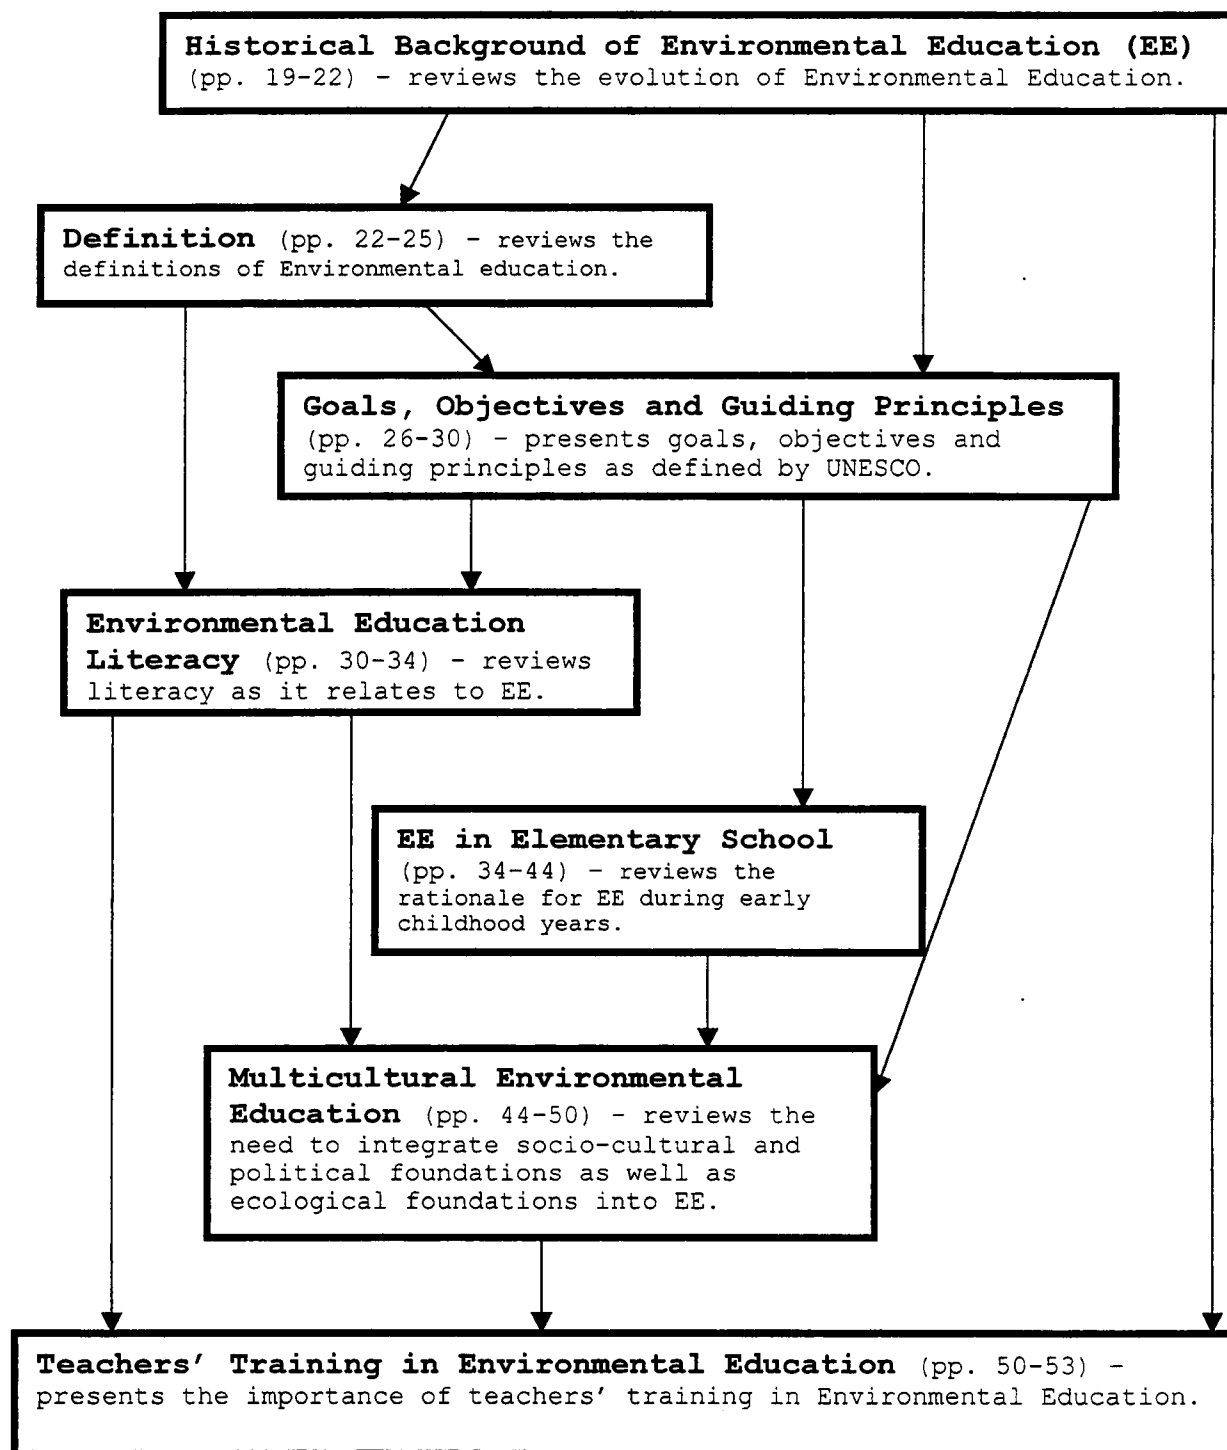 Historical Background of Environmental Education (EE)
(pp. 19-22) - reviews the evolution of Environmental Education.
Definition (pp. 22-25) - reviews the
definitions of Environmental education.
Goals, Objectives and Guiding Principles
(pp. 26-30) - presents goals, objectives and
guiding principles as defined by UNESCO.
Environmental Education
Literacy (pp. 30-34) - reviews
literacy as it relates to EE.
EE in Elementary School
(pp. 34-44) - reviews the
rationale for EE during early
childhood years.
Multicultural Environmental
Education (pp. 44-50) - reviews the
need to integrate socio-cultural and
political foundations as well as
ecological foundations into EE.
Teachers' Training in Environmental Education (pp. 50-53) -
presents the importance of teachers' training in Environmental Education.